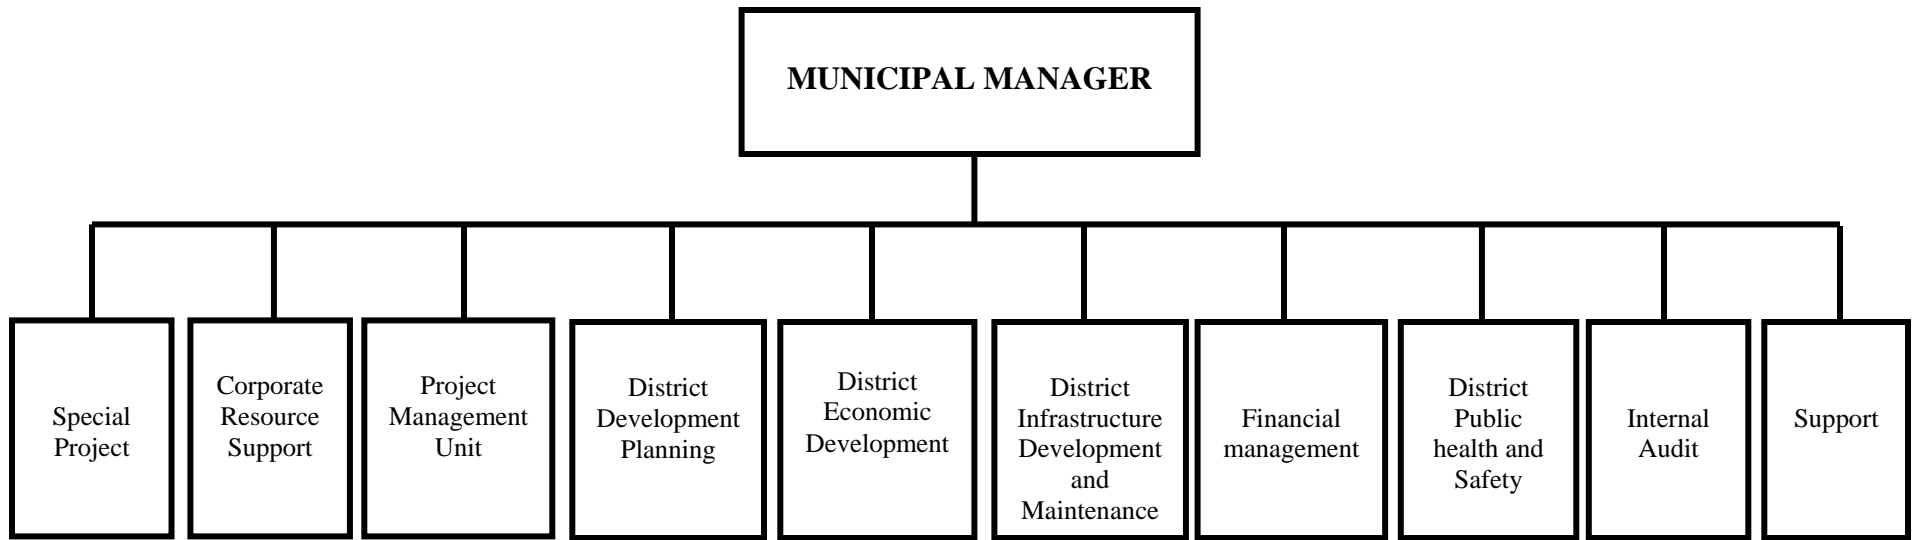 MUNICIPAL MANAGER
Special
Project
Corporate
Resource
Support
Project
Management
Unit
District
Development
Planning
District
Economic
Development
District
Infrastructure
Development
and
Maintenance
Financial
management
District
Public
health and
Safety
Internal
Audit
Support